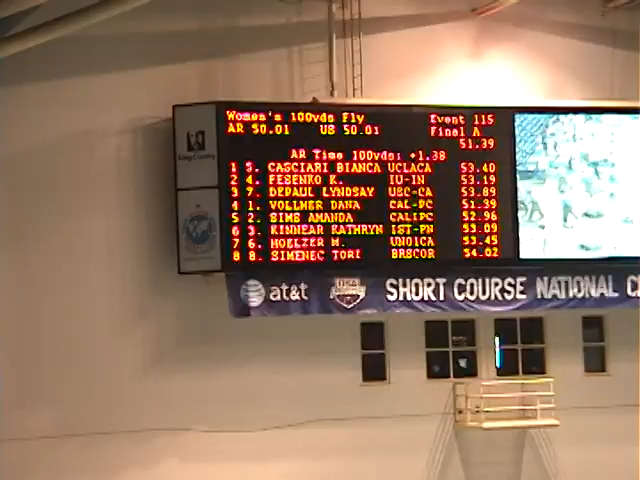 Women's 100yds Fly Event 115
AR 50.01 US 50.01 Final A
51.39
AR Time 100yds: +1.38
1 5. CASCIARI BIANCA UCLACA 53.40
2 4. FESENKO K. IU-IN 53.19
3 7. DEPAUL LYNDSAY USC-CA 53.89
4 1. VOLLMER DANA CAL-PC 51.39
5 2. SIMS AMANDA CALIPC 52.96
6 3. KINNEAR KATHRYN IST-PN 53.09
7 6. HOELZER M. UNOICA 53.45
8 8. SIMENEC TORI BRSCOR 54.02
King County
at&t SHORT COURSE NATIONAL